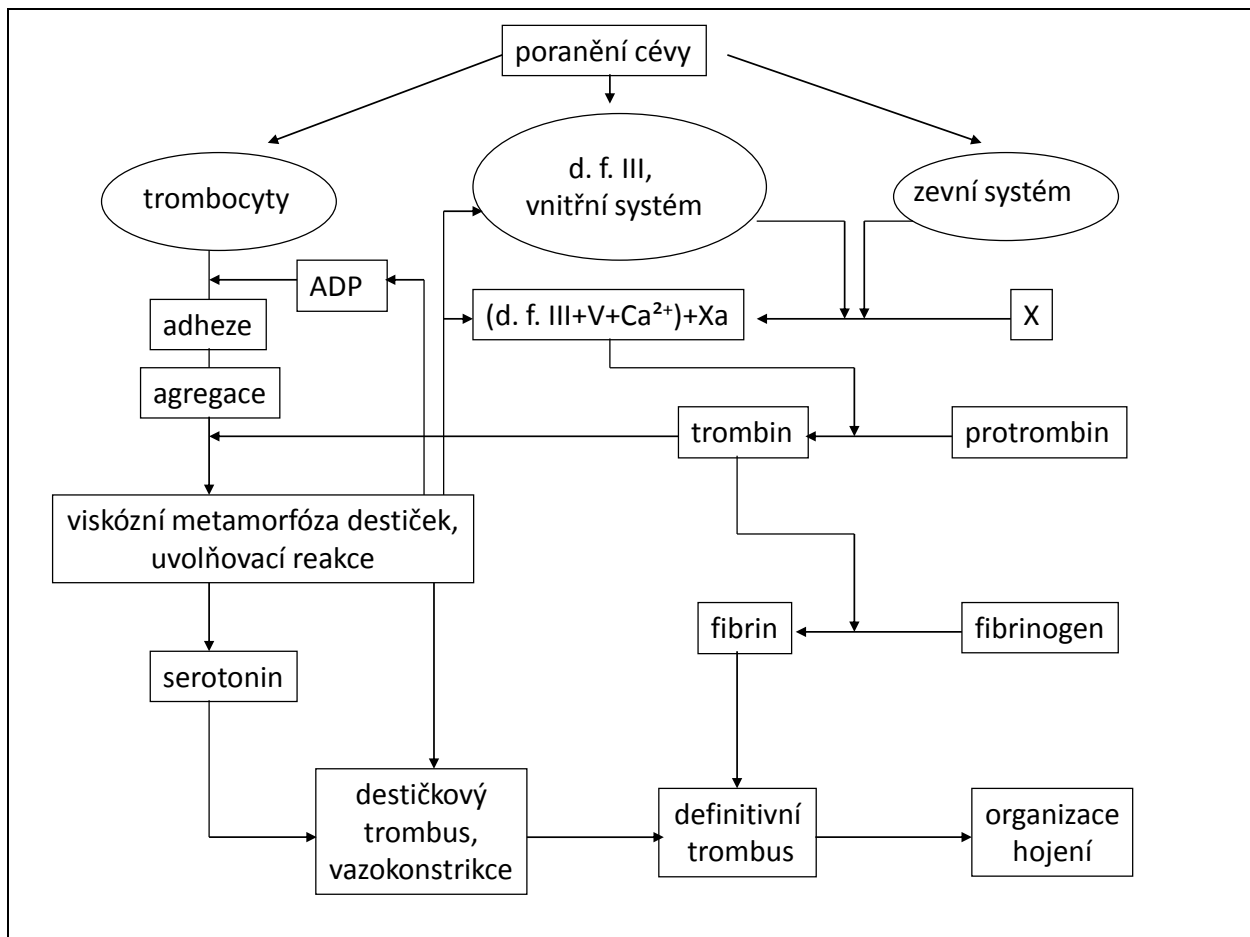 poranění cévy
trombocyty
d. f. III,
vnitřní systém
zevní systém
ADP
(d. f. III+V+Ca²⁺)+Xa
X
adheze
agregace
trombin
protrombin
viskózní metamorfóza destiček,
uvolňovací reakce
fibrin
fibrinogen
serotonin
destičkový
trombus,
vazokonstrikce
definitivní
trombus
organizace
hojení